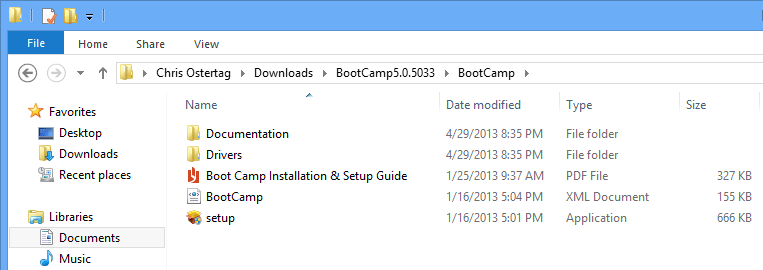 File Home Share View
Chris Ostertag Downloads BootCamp5.0.5033 BootCamp
Favorites
Desktop
Downloads
Recent places
Libraries
Documents
Music
Name Date modified Type Size
Documentation 4/29/2013 8:35 PM File folder
Drivers 4/29/2013 8:35 PM File folder
Boot Camp Installation & Setup Guide 1/25/2013 9:37 AM PDF File 327 KB
BootCamp 1/16/2013 5:04 PM XML Document 155 KB
setup 1/16/2013 5:01 PM Application 666 KB